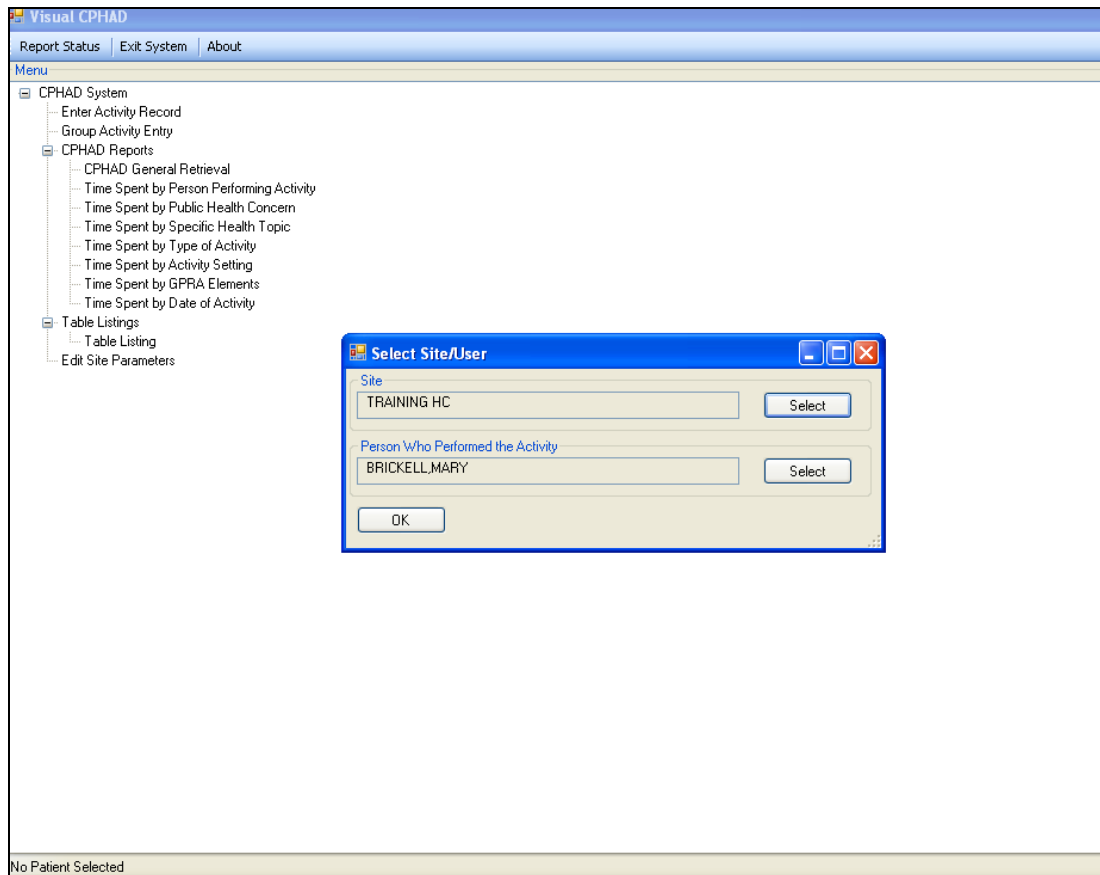 Visual CPHAD
Report Status Exit System About
Menu
CPHAD System
Enter Activity Record
Group Activity Entry
CPHAD Reports
CPHAD General Retrieval
Time Spent by Person Performing Activity
Time Spent by Public Health Concern
Time Spent by Specific Health Topic
Time Spent by Type of Activity
Time Spent by Activity Setting
Time Spent by GPRA Elements
Time Spent by Date of Activity
Table Listings
Table Listing
Edit Site Parameters
Select Site/User
Site
TRAINING HC Select
Person Who Performed the Activity
BRICKELL,MARY Select
OK
No Patient Selected